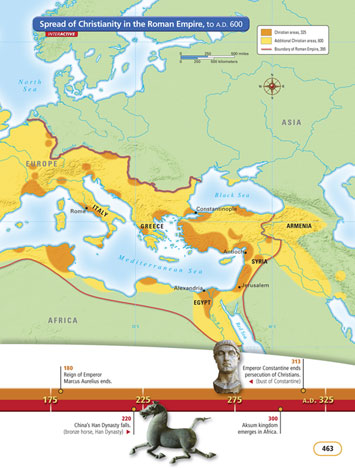 Spread of Christianity in the Roman Empire, to A.D. 600
INTERACTIVE
Christian areas, 325
Additional Christian areas, 600
Boundary of Roman Empire, 395
0 250 500 miles
0 250 500 kilometers
North
Sea
ASIA
EUROPE
Black Sea
Constantinople
ITALY
Rome
GREECE
ARMENIA
Antioch
SYRIA
Mediterranean Sea
Alexandria
Jerusalem
EGYPT
AFRICA
Red Sea
180
Reign of Emperor
Marcus Aurelius ends.
313
Emperor Constantine ends
persecution of Christians.
◀ (bust of Constantine)
175 225 275 A.D. 325
220
China's Han Dynasty falls.
(bronze horse, Han Dynasty) ▶
300
Aksum kingdom
emerges in Africa.
463